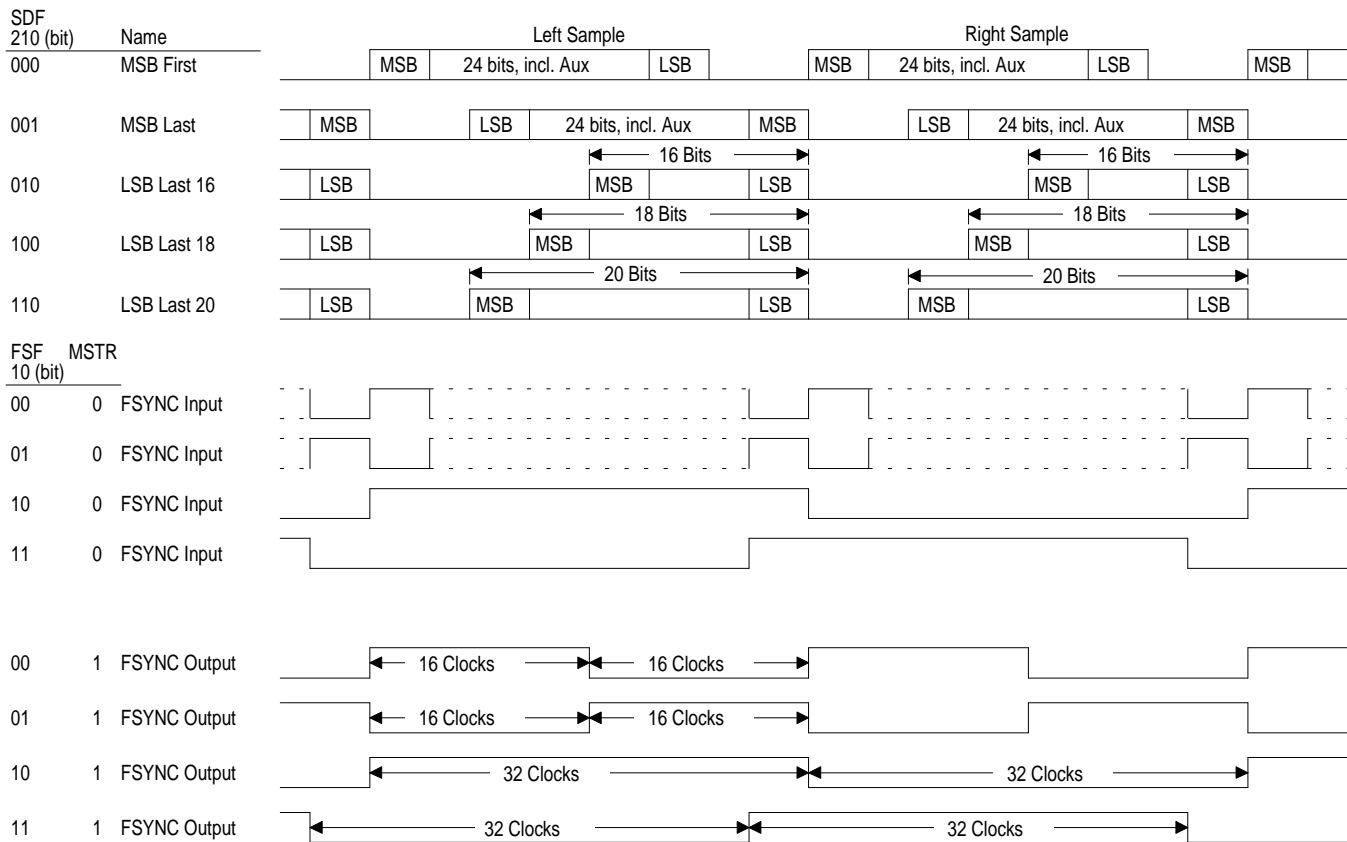 SDF
210 (bit) Name Left Sample Right Sample
000 MSB First MSB 24 bits, incl. Aux LSB MSB 24 bits, incl. Aux LSB MSB
001 MSB Last MSB LSB 24 bits, incl. Aux MSB LSB 24 bits, incl. Aux MSB
16 Bits 16 Bits
010 LSB Last 16 LSB MSB LSB MSB LSB
18 Bits 18 Bits
100 LSB Last 18 LSB MSB LSB MSB LSB
20 Bits 20 Bits
110 LSB Last 20 LSB MSB LSB MSB LSB
FSF MSTR
10 (bit)
00 0 FSYNC Input
01 0 FSYNC Input
10 0 FSYNC Input
11 0 FSYNC Input
00 1 FSYNC Output 16 Clocks 16 Clocks
01 1 FSYNC Output 16 Clocks 16 Clocks
10 1 FSYNC Output 32 Clocks 32 Clocks
11 1 FSYNC Output 32 Clocks 32 Clocks